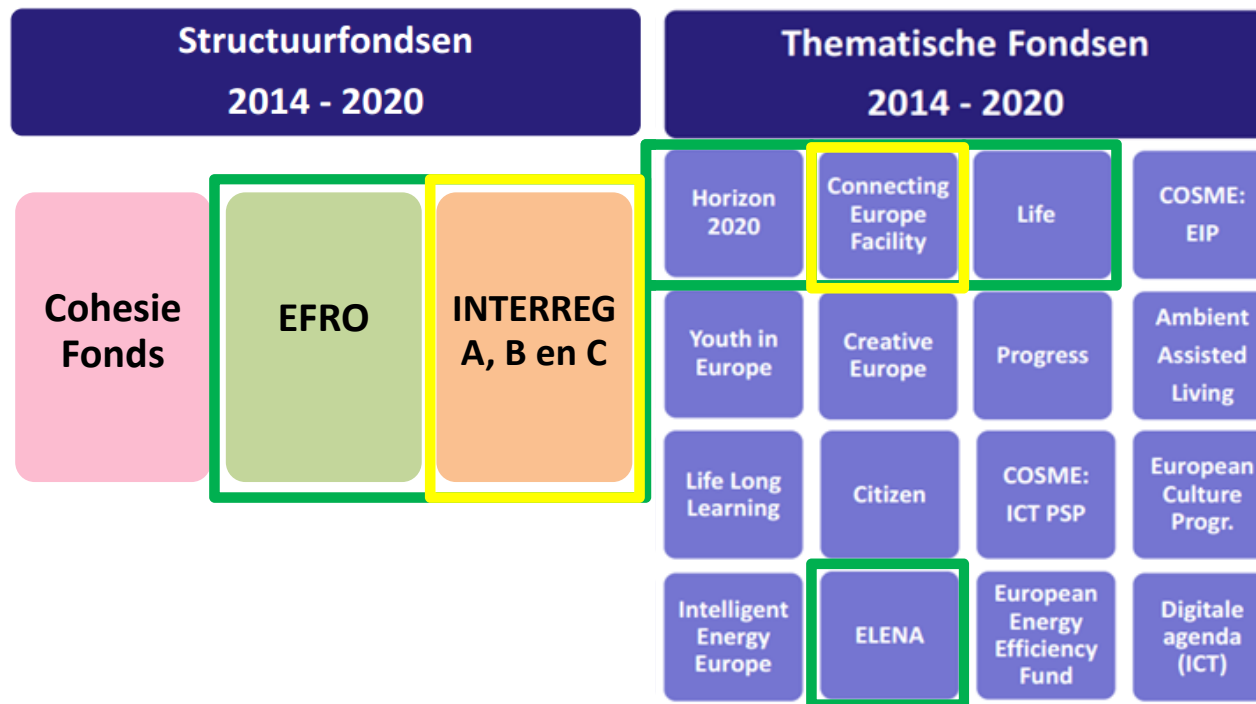 Structuurfondsen
2014 - 2020
Thematische Fondsen
2014 - 2020
Cohesie
Fonds
EFRO
INTERREG
A, B en C
Horizon
2020
Connecting
Europe
Facility
Life
COSME:
EIP
Youth in
Europe
Creative
Europe
Progress
Ambient
Assisted
Living
Life Long
Learning
Citizen
COSME:
ICT PSP
European
Culture
Progr.
Intelligent
Energy
Europe
ELENA
European
Energy
Efficiency
Fund
Digitale
agenda
(ICT)